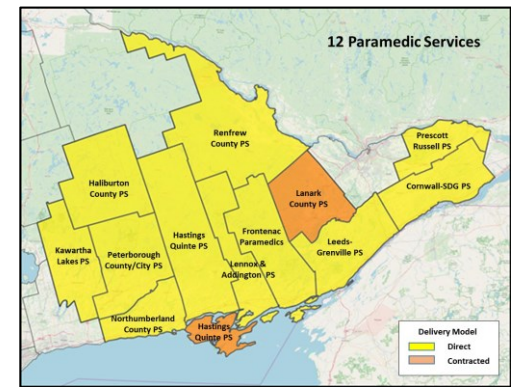 12 Paramedic Services
Renfrew
County PS
Prescott
Russell PS
Cornwall-SDG PS
Lanark
County PS
Haliburton
County PS
Hastings
Quinte PS
Frontenac
Paramedics
Leeds-
Grenville PS
Kawartha
Lakes PS
Peterborough
County/City PS
Lennox &
Addington PS
Northumberland
County PS
Hastings
Quinte PS
Delivery Model
Direct
Contracted